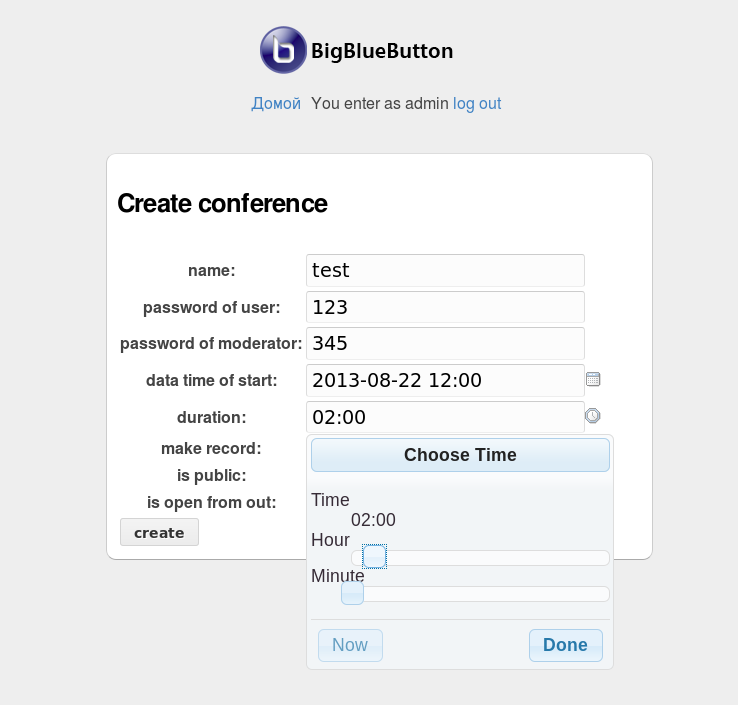 BigBlueButton
Домой You enter as admin log out
Create conference
name: test
password of user: 123
password of moderator: 345
data time of start: 2013-08-22 12:00
duration: 02:00
make record:
is public:
is open from out:
create
Choose Time
Time
02:00
Hour
Minute
Now Done